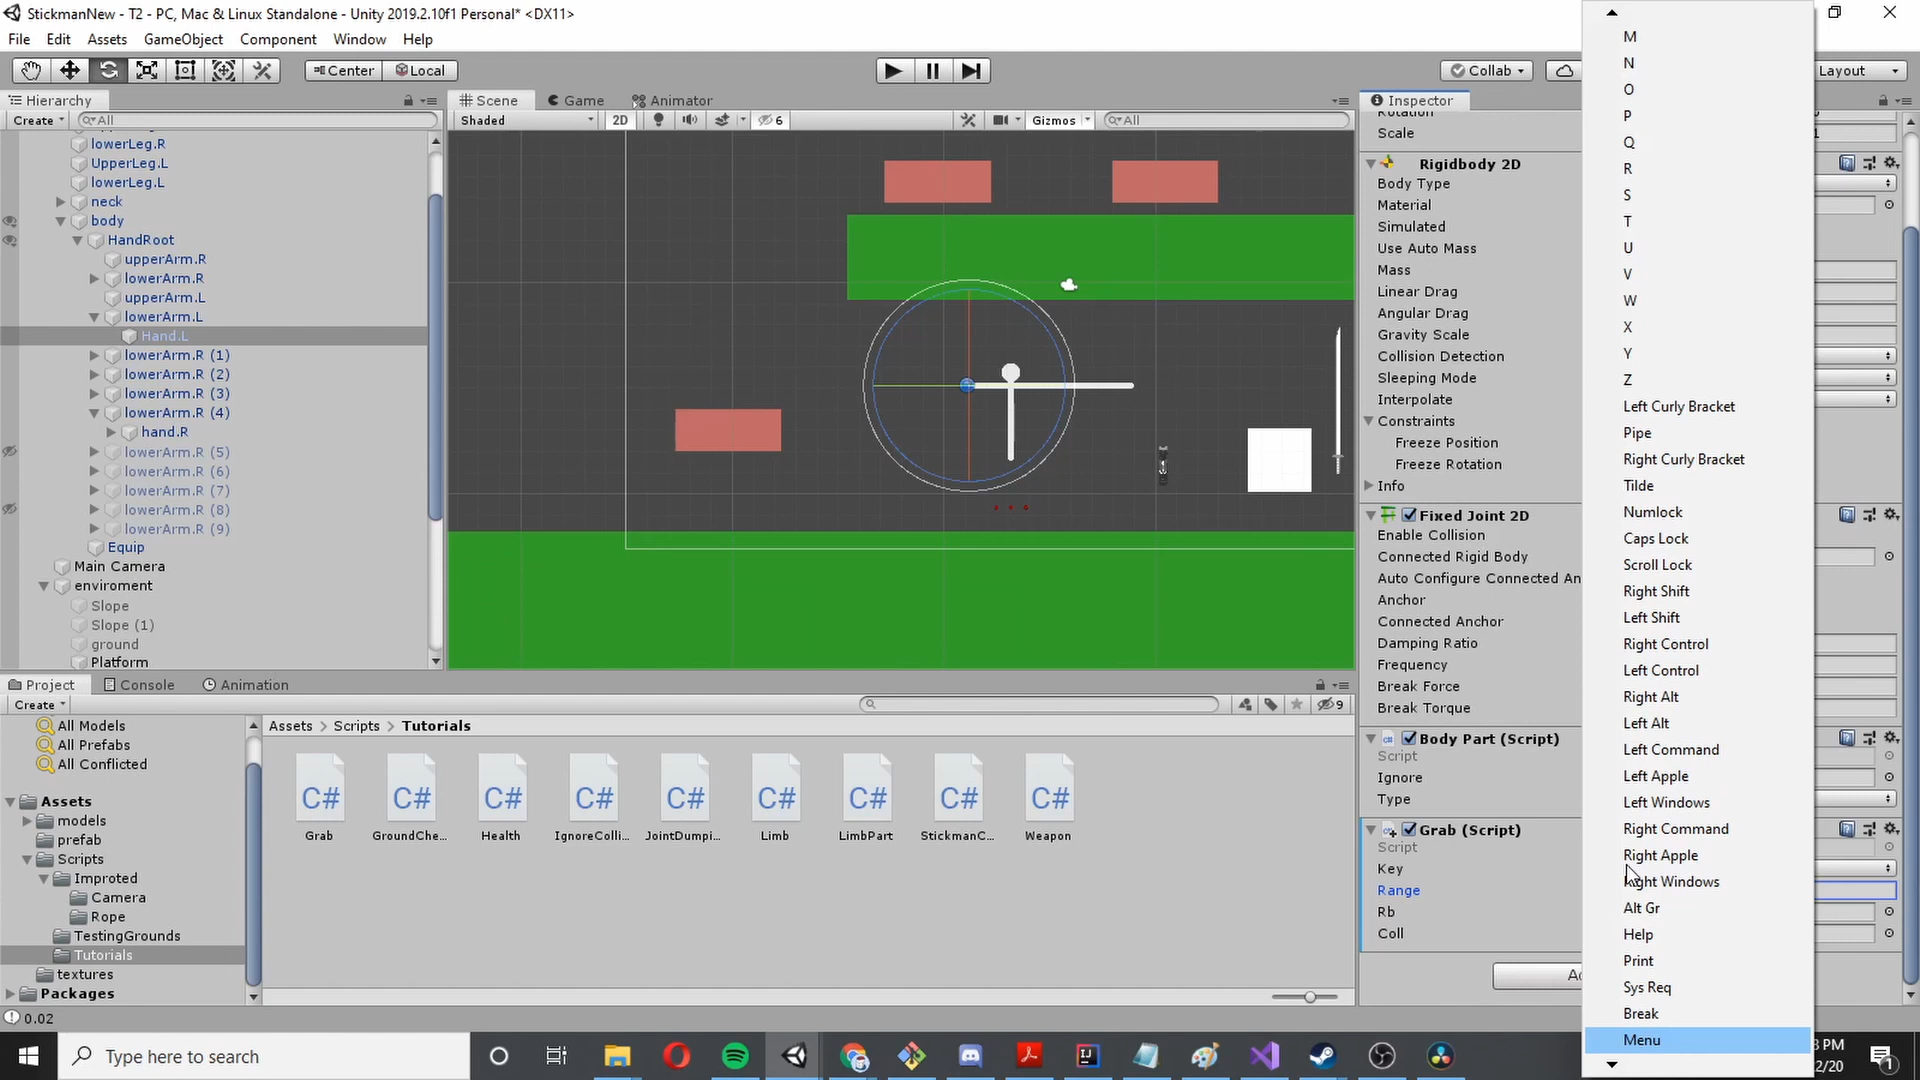 StickmanNew - T2 - PC, Mac & Linux Standalone - Unity 2019.2.10f1 Personal* <DX11>
File Edit Assets GameObject Component Window Help
Center Local
Collab
Layout
Hierarchy
Create All
lowerLeg.R
UpperLeg.L
lowerLeg.L
neck
body
HandRoot
upperArm.R
lowerArm.R
upperArm.L
lowerArm.L
Hand.L
lowerArm.R (1)
lowerArm.R (2)
lowerArm.R (3)
lowerArm.R (4)
hand.R
lowerArm.R (5)
lowerArm.R (6)
lowerArm.R (7)
lowerArm.R (8)
lowerArm.R (9)
Equip
Main Camera
enviroment
Slope
Slope (1)
ground
Platform
Scene Game Animator
Shaded 2D 6 Gizmos All
Inspector
Scale
Rigidbody 2D
Body Type
Material
Simulated
Use Auto Mass
Mass
Linear Drag
Angular Drag
Gravity Scale
Collision Detection
Sleeping Mode
Interpolate
Constraints
Freeze Position
Freeze Rotation
Info
Fixed Joint 2D
Enable Collision
Connected Rigid Body
Auto Configure Connected An
Anchor
Connected Anchor
Damping Ratio
Frequency
Break Force
Break Torque
Body Part (Script)
Script
Ignore
Type
Grab (Script)
Script
Key
Range
Rb
Coll
M
N
O
P
Q
R
S
T
U
V
W
X
Y
Z
Left Curly Bracket
Pipe
Right Curly Bracket
Tilde
Numlock
Caps Lock
Scroll Lock
Right Shift
Left Shift
Right Control
Left Control
Right Alt
Left Alt
Left Command
Left Apple
Left Windows
Right Command
Right Apple
Right Windows
Alt Gr
Help
Print
Sys Req
Break
Menu
Project Console Animation
Create
9
All Models
All Prefabs
All Conflicted
Assets
models
prefab
Scripts
Improted
Camera
Rope
TestingGrounds
Tutorials
textures
Packages
Assets > Scripts > Tutorials
C# C# C# C# C# C# C# C# C#
Grab GroundChe... Health IgnoreColli... JointDumpi... Limb LimbPart StickmanC... Weapon
0.02
Type here to search
PM
2/20
1